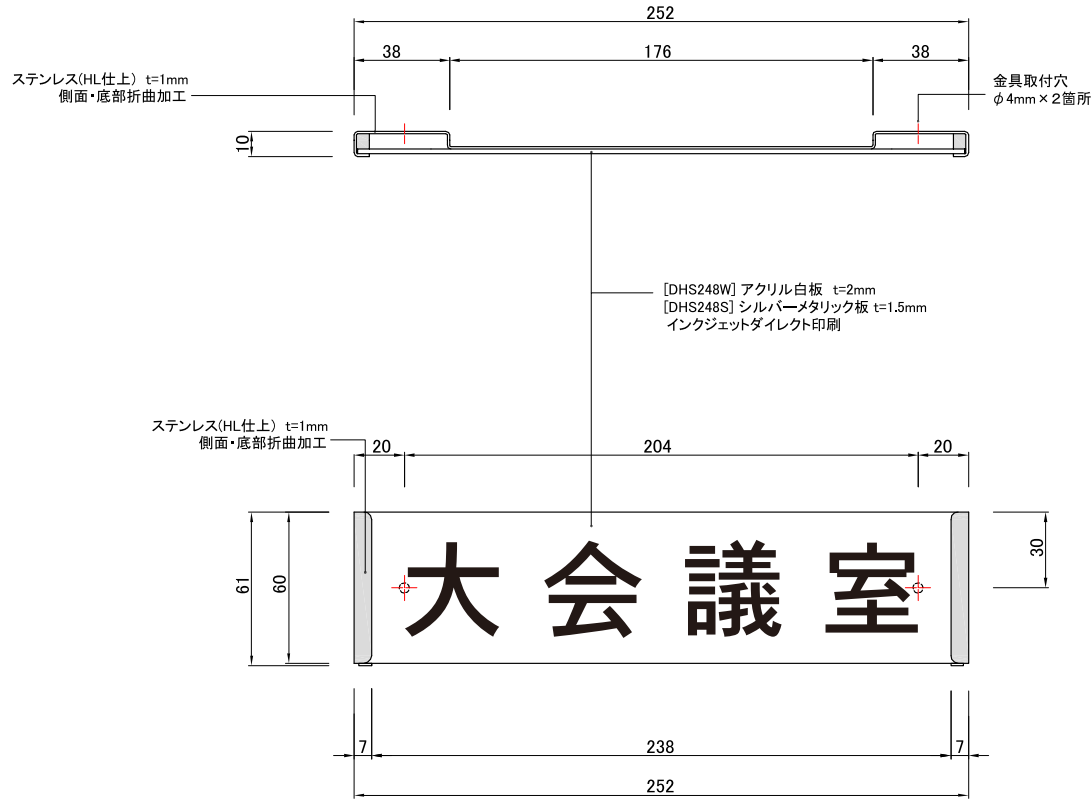 252
38 176 38
ステンレス(HL仕上) t=1mm
側面・底部折曲加工
金具取付穴
φ4mm×2箇所
10
[DHS248W] アクリル白板 t=2mm
[DHS248S] シルバーメタリック板 t=1.5mm
インクジェットダイレクト印刷
ステンレス(HL仕上) t=1mm
側面・底部折曲加工
20 204 20
61 60 30
大会議室
7 238 7
252